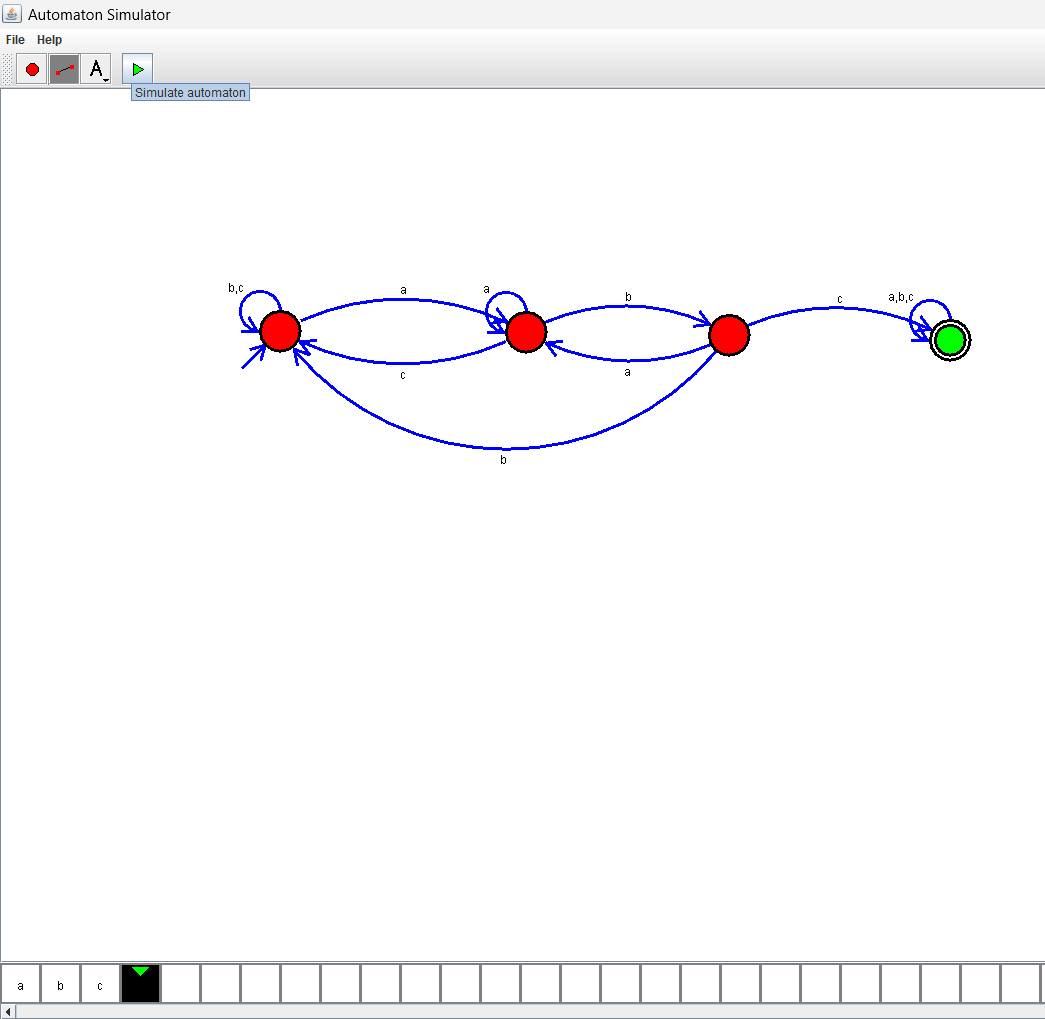 Automaton Simulator
File Help
A
Simulate automaton
b,c
a
a
b
c
a,b,c
c
a
b
a b c